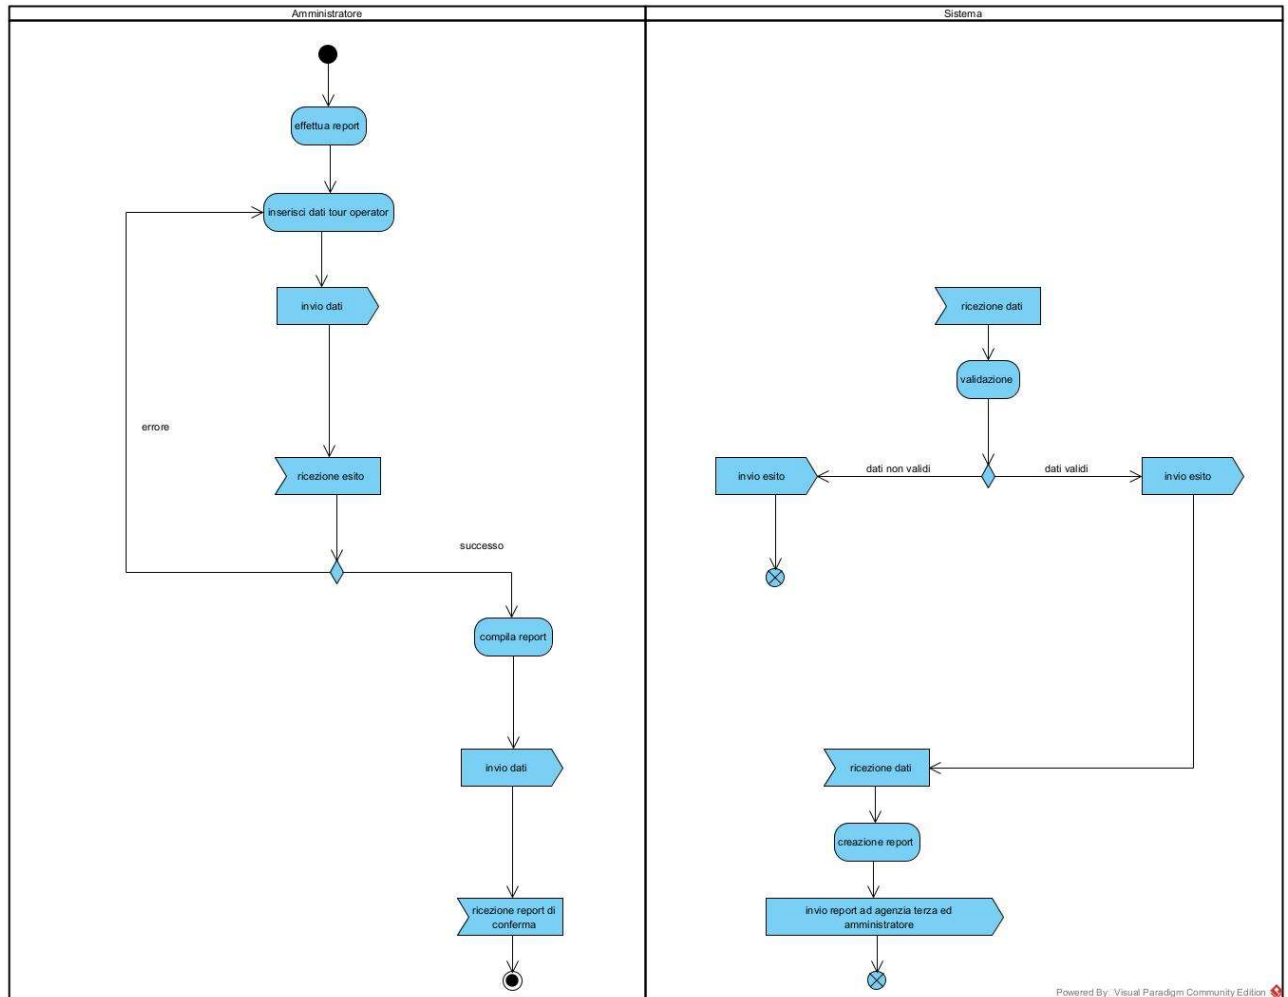 Amministratore
Sistema
effettua report
inserisci dati tour operator
invio dati
ricezione dati
validazione
errore
ricezione esito
invio esito
dati non validi
dati validi
invio esito
successo
compila report
invio dati
ricezione dati
creazione report
ricezione report di
conferma
invio report ad agenzia terza ed
amministratore
Powered By: Visual Paradigm Community Edition